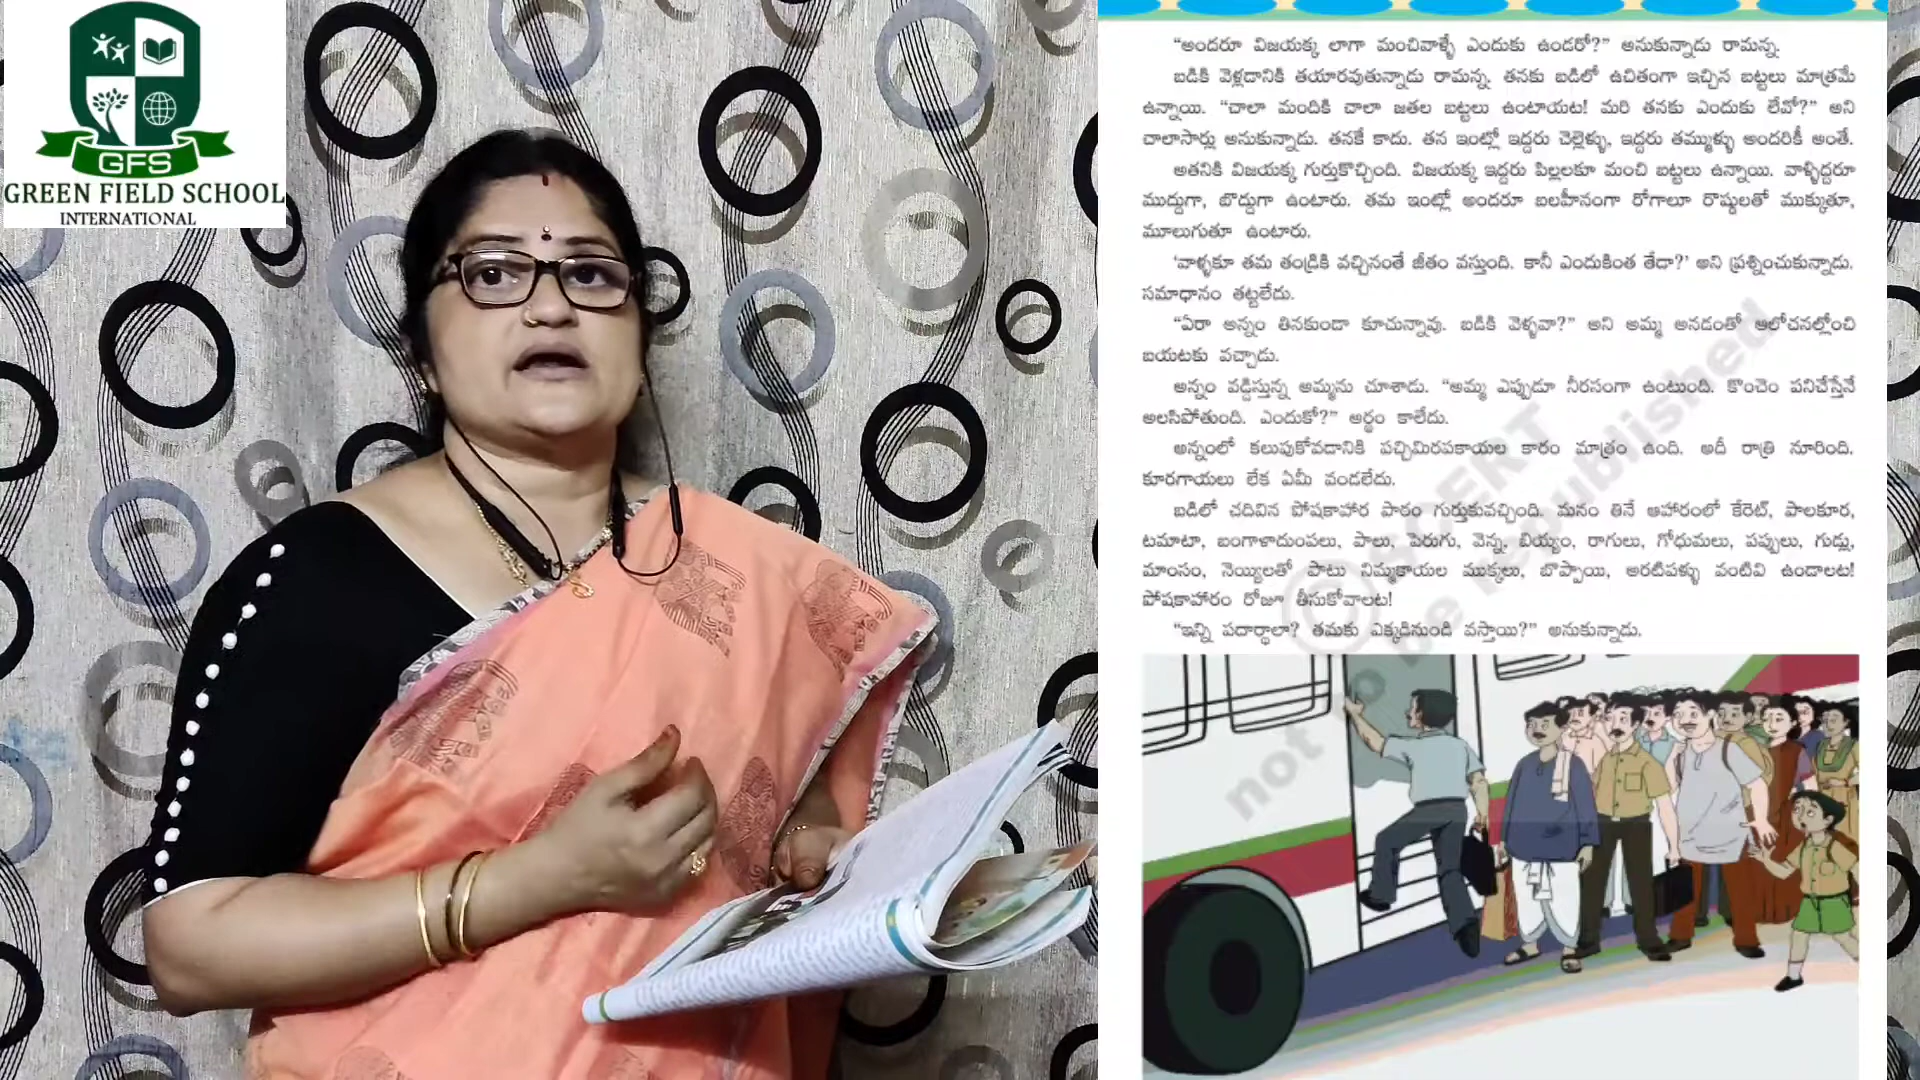 GFS
GREEN FIELD SCHOOL
INTERNATIONAL
“అందరూ విజయక్క లాగా మంచివాళ్ళే ఎందుకు ఉండరో?” అనుకున్నాడు రామన్న.
బడికి వెళ్లడానికి తయారవుతున్నాడు రామన్న. తనకు బడిలో ఉచితంగా ఇచ్చిన బట్టలు మాత్రమే
ఉన్నాయి. “చాలా మందికి చాలా జతల బట్టలు ఉంటాయట! మరి తనకు ఎందుకు లేవో?” అని
చాలాసార్లు అనుకున్నాడు. తనకే కాదు. తన ఇంట్లో ఇద్దరు చెల్లెళ్ళు, ఇద్దరు తమ్ముళ్ళు అందరికీ అంతే.
అతనికి విజయక్క గుర్తుకొచ్చింది. విజయక్క ఇద్దరు పిల్లలకూ మంచి బట్టలు ఉన్నాయి. వాళ్ళిద్దరూ
ముద్దుగా, బొద్దుగా ఉంటారు. తమ ఇంట్లో అందరూ బలహీనంగా రోగాలూ రొష్టులతో ముక్కుతూ,
మూలుగుతూ ఉంటారు.
‘వాళ్ళకూ తమ తండ్రికి వచ్చినంతే జీతం వస్తుంది. కానీ ఎందుకింత తేడా?’ అని ప్రశ్నించుకున్నాడు.
సమాధానం తట్టలేదు.
“ఏరా అన్నం తినకుండా కూచున్నావు. బడికి వెళ్ళవా?” అని అమ్మ అనడంతో ఆలోచనల్లోంచి
బయటకు వచ్చాడు.
అన్నం వడ్డిస్తున్న అమ్మను చూశాడు. “అమ్మ ఎప్పుడూ నీరసంగా ఉంటుంది. కొంచెం పనిచేస్తేనే
అలసిపోతుంది. ఎందుకో?” అర్థం కాలేదు.
అన్నంలో కలుపుకోవడానికి పచ్చిమిరపకాయల కారం మాత్రం ఉంది. అదీ రాత్రి నూరింది.
కూరగాయలు లేక ఏమీ వండలేదు.
బడిలో చదివిన పోషకాహార పాఠం గుర్తుకువచ్చింది. మనం తినే ఆహారంలో కేరెట్, పాలకూర,
టమాటా, బంగాళాదుంపలు, పాలు, పెరుగు, వెన్న, బియ్యం, రాగులు, గోధుమలు, పప్పులు, గుడ్లు,
మాంసం, నెయ్యిలతో పాటు నిమ్మకాయల ముక్కలు, బొప్పాయి, అరటిపళ్ళు వంటివి ఉండాలట!
పోషకాహారం రోజూ తీసుకోవాలట!
“ఇన్ని పదార్థాలా? తమకు ఎక్కడినుండి వస్తాయి?” అనుకున్నాడు.
© SCERT
not to be republished